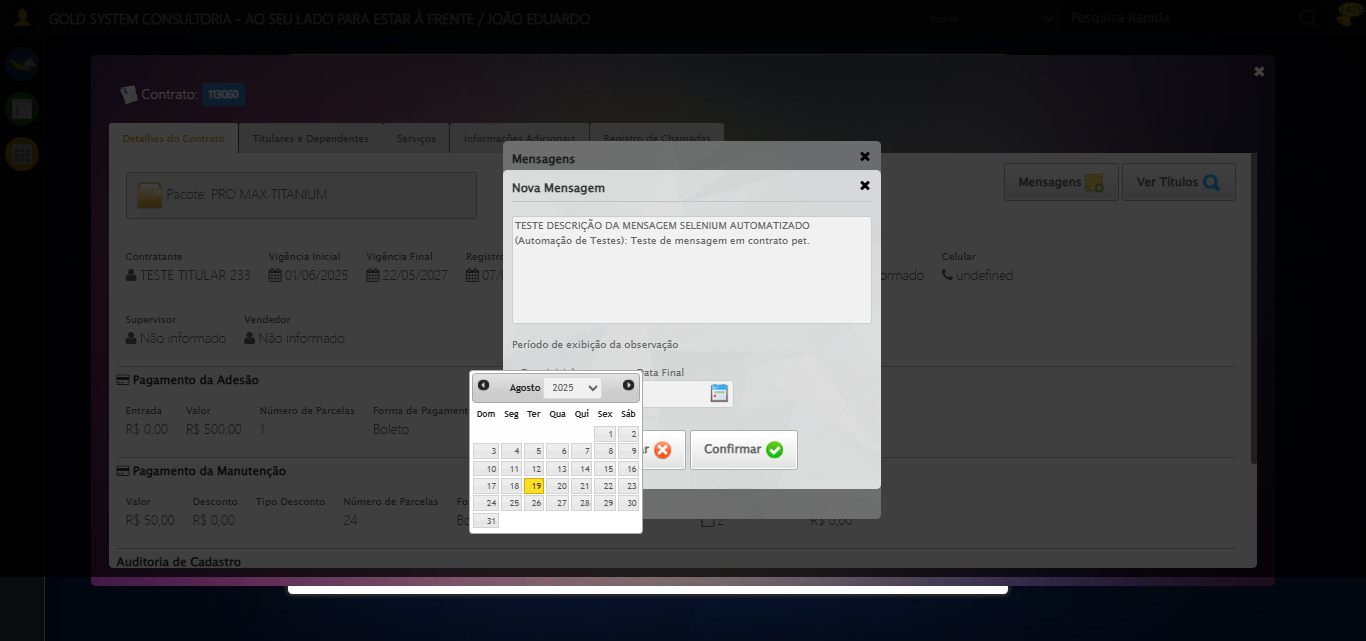 GOLD SYSTEM CONSULTORIA - AO SEU LADO PARA ESTAR À FRENTE / JOÃO EDUARDO
Nome
Pesquisa Rapida
Contrato: 113060
Detalhes do Contrato
Titulares e Dependentes
Serviços
Informações Adicionais
Registro de Chamadas
Mensagens
Pacote: PRO MAX TITANIUM
Mensagens
Ver Títulos
Nova Mensagem
TESTE DESCRIÇÃO DA MENSAGEM SELENIUM AUTOMATIZADO
(Automação de Testes): Teste de mensagem em contrato pet.
Contratante
Vigência Inicial
Vigência Final
Registro
Celular
TESTE TITULAR 233
01/06/2025
22/05/2027
07/0
ormado
undefined
Supervisor
Vendedor
Não informado
Não informado
Período de exibição da observação
Data Final
Pagamento da Adesão
Entrada
Valor
Número de Parcelas
Forma de Pagamento
R$ 0,00
R$ 500,00
1
Boleto
Agosto 2025
Dom Seg Ter Qua Qui Sex Sáb
1 2
3 4 5 6 7 8 9
10 11 12 13 14 15 16
17 18 19 20 21 22 23
24 25 26 27 28 29 30
31
Confirmar
Pagamento da Manutenção
Valor
Desconto
Tipo Desconto
Número de Parcelas
R$ 50,00
R$ 0,00
24
2
R$ 0,00
Auditoria de Cadastro